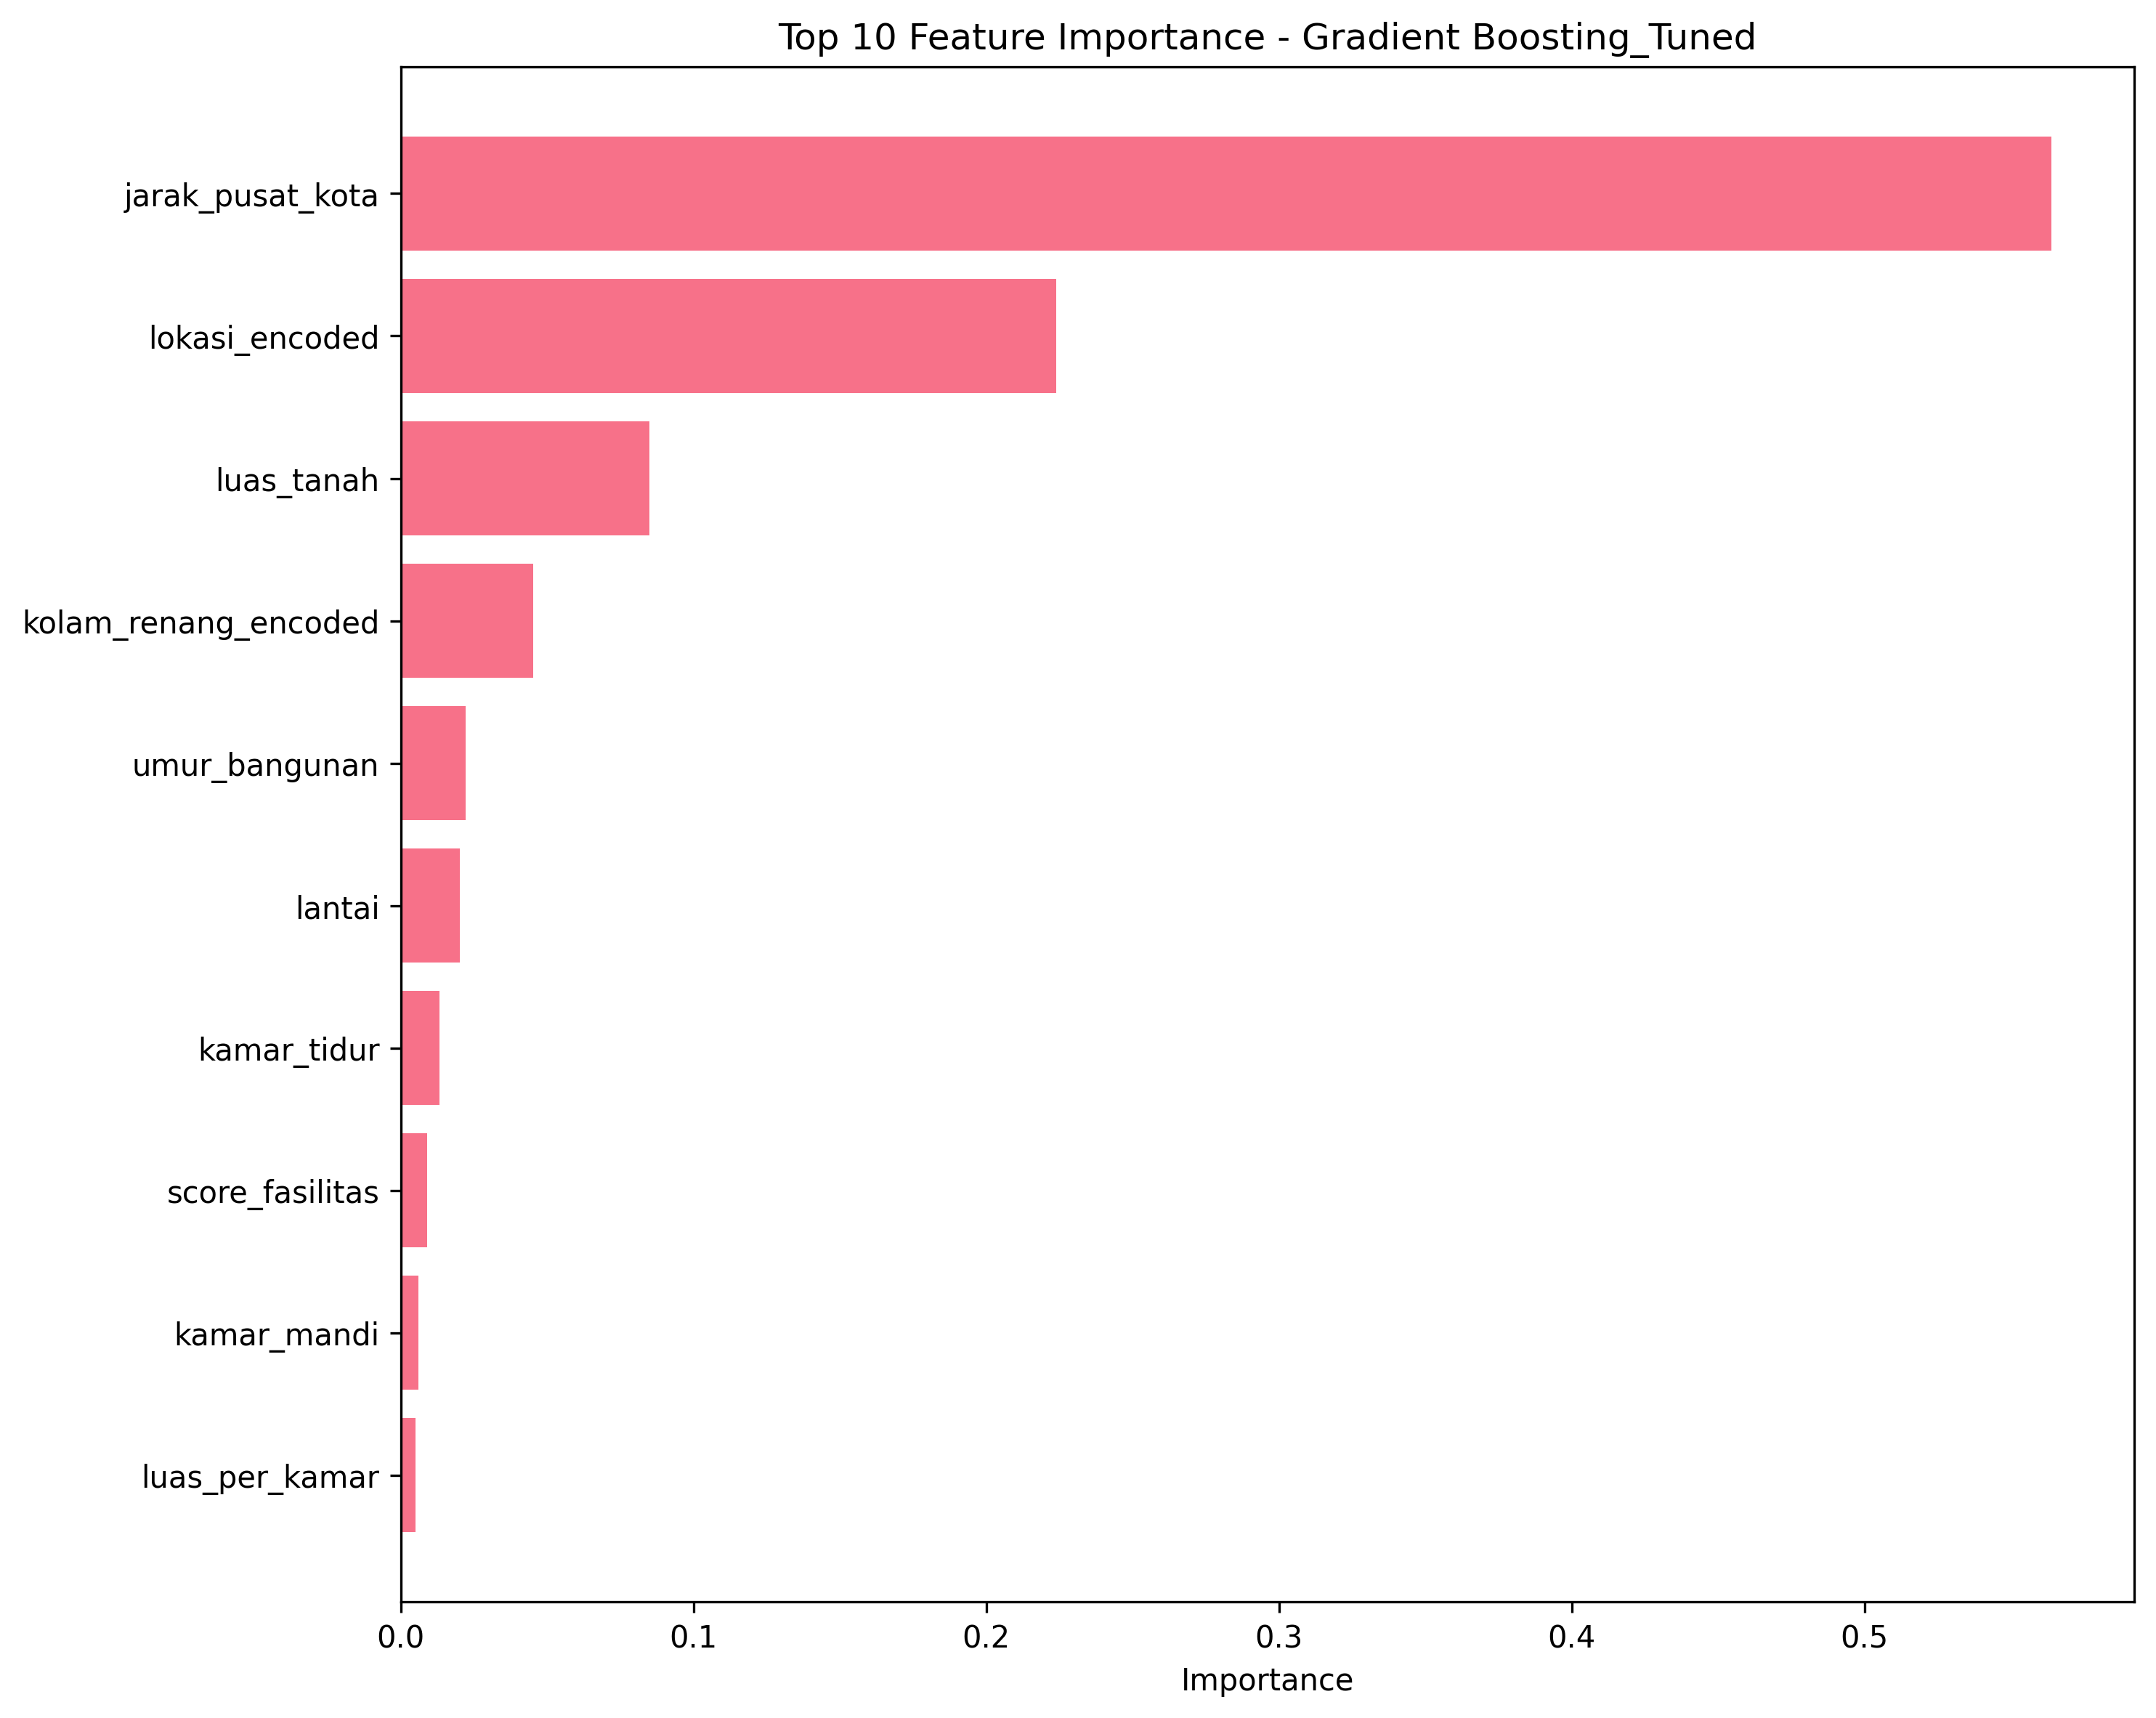 Top 10 Feature Importance - Gradient Boosting_Tuned
jarak_pusat_kota
lokasi_encoded
luas_tanah
kolam_renang_encoded
umur_bangunan
lantai
kamar_tidur
score_fasilitas
kamar_mandi
luas_per_kamar
0.0 0.1 0.2 0.3 0.4 0.5
Importance